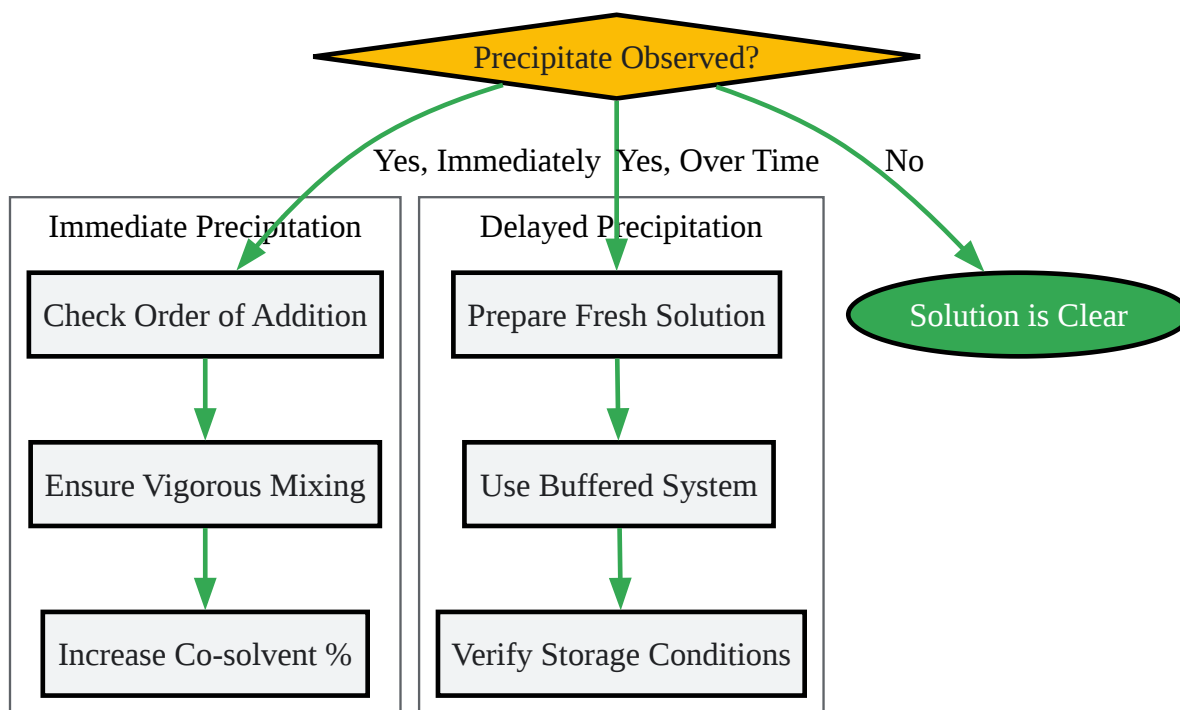 Precipitate Observed?
Yes, Immediately
Yes, Over Time
No
Immediate Precipitation
Delayed Precipitation
Check Order of Addition
Prepare Fresh Solution
Solution is Clear
Ensure Vigorous Mixing
Use Buffered System
Increase Co-solvent %
Verify Storage Conditions